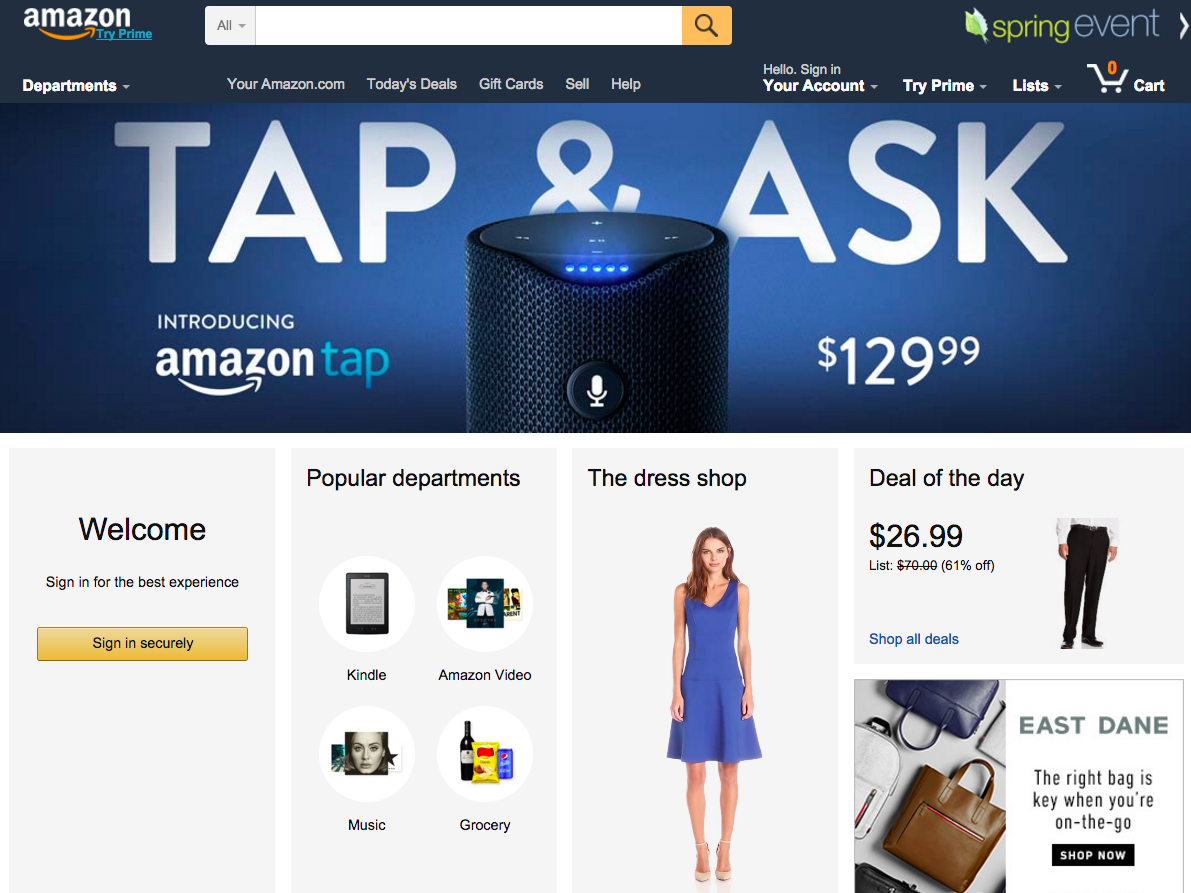 amazon
Try Prime
All
spring event
Departments
Your Amazon.com
Today's Deals
Gift Cards
Sell
Help
Hello. Sign in
Your Account
Try Prime
Lists
0
Cart
TAP & ASK
INTRODUCING
amazon tap
$129.99
Welcome
Sign in for the best experience
Sign in securely
Popular departments
Kindle
Amazon Video
Music
Grocery
The dress shop
Deal of the day
$26.99
List: $70.00 (61% off)
Shop all deals
EAST DANE
The right bag is
key when you're
on-the-go
SHOP NOW